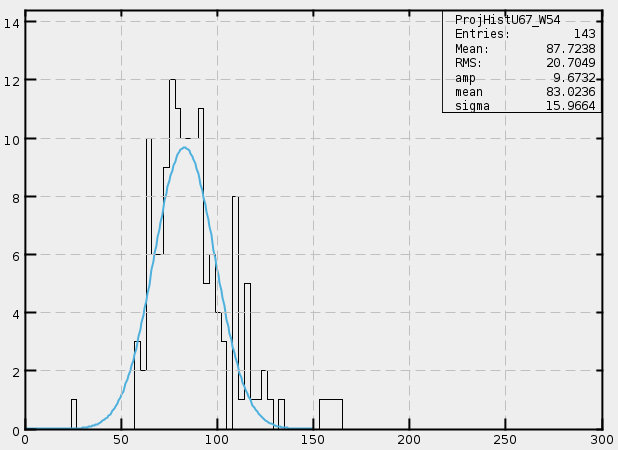 ProjHistU67_W54
Entries: 143
Mean: 87.7238
RMS: 20.7049
amp 9.6732
mean 83.0236
sigma 15.9664
14
12
10
8
6
4
2
0
0 50 100 150 200 250 300